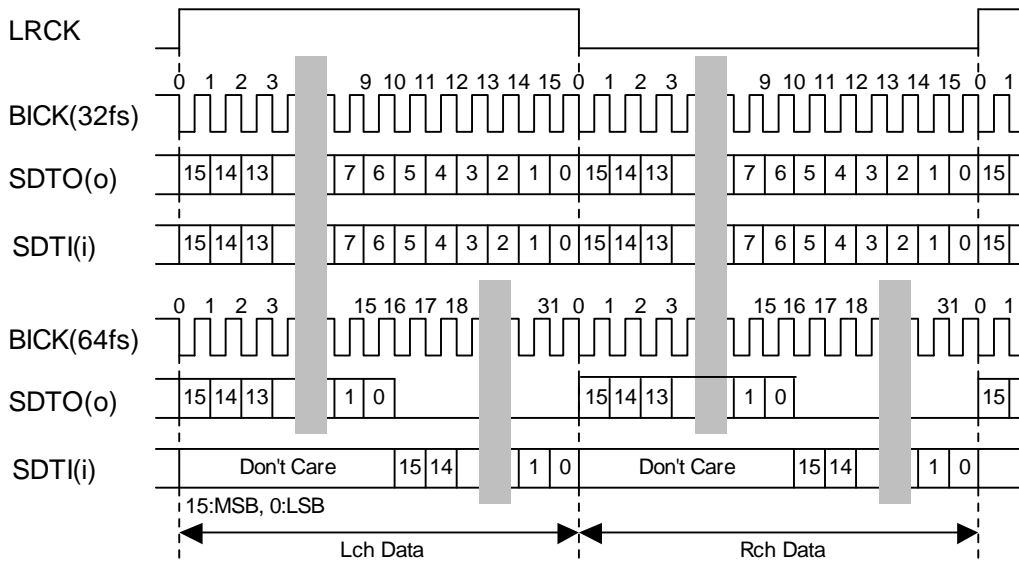 LRCK
0 1 2 3 9 10 11 12 13 14 15 0 1 2 3 9 10 11 12 13 14 15 0 1
BICK(32fs)
SDTO(o) 15 14 13 7 6 5 4 3 2 1 0 15 14 13 7 6 5 4 3 2 1 0 15
SDTI(i) 15 14 13 7 6 5 4 3 2 1 0 15 14 13 7 6 5 4 3 2 1 0 15
0 1 2 3 15 16 17 18 31 0 1 2 3 15 16 17 18 31 0 1
BICK(64fs)
SDTO(o) 15 14 13 1 0 15 14 13 1 0 15
SDTI(i) Don't Care 15 14 1 0 Don't Care 15 14 1 0
15:MSB, 0:LSB
Lch Data Rch Data